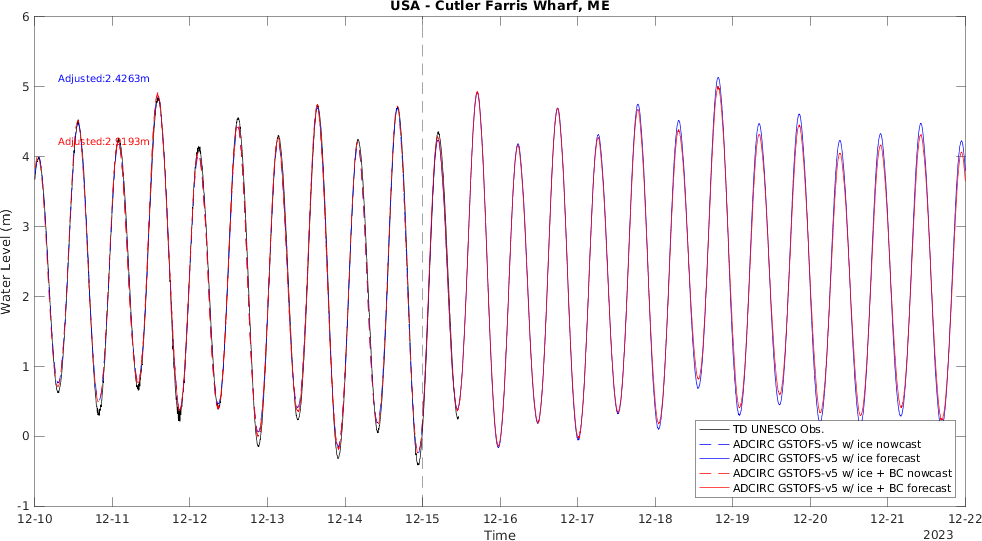 USA - Cutler Farris Wharf, ME
6
5
4
3
2
1
0
-1
Water Level (m)
Adjusted:2.4263m
Adjusted:2.9193m
TD UNESCO Obs.
ADCIRC GSTOFS-v5 w/ ice nowcast
ADCIRC GSTOFS-v5 w/ ice forecast
ADCIRC GSTOFS-v5 w/ ice + BC nowcast
ADCIRC GSTOFS-v5 w/ ice + BC forecast
12-10 12-11 12-12 12-13 12-14 12-15 12-16 12-17 12-18 12-19 12-20 12-21 12-22
Time
2023